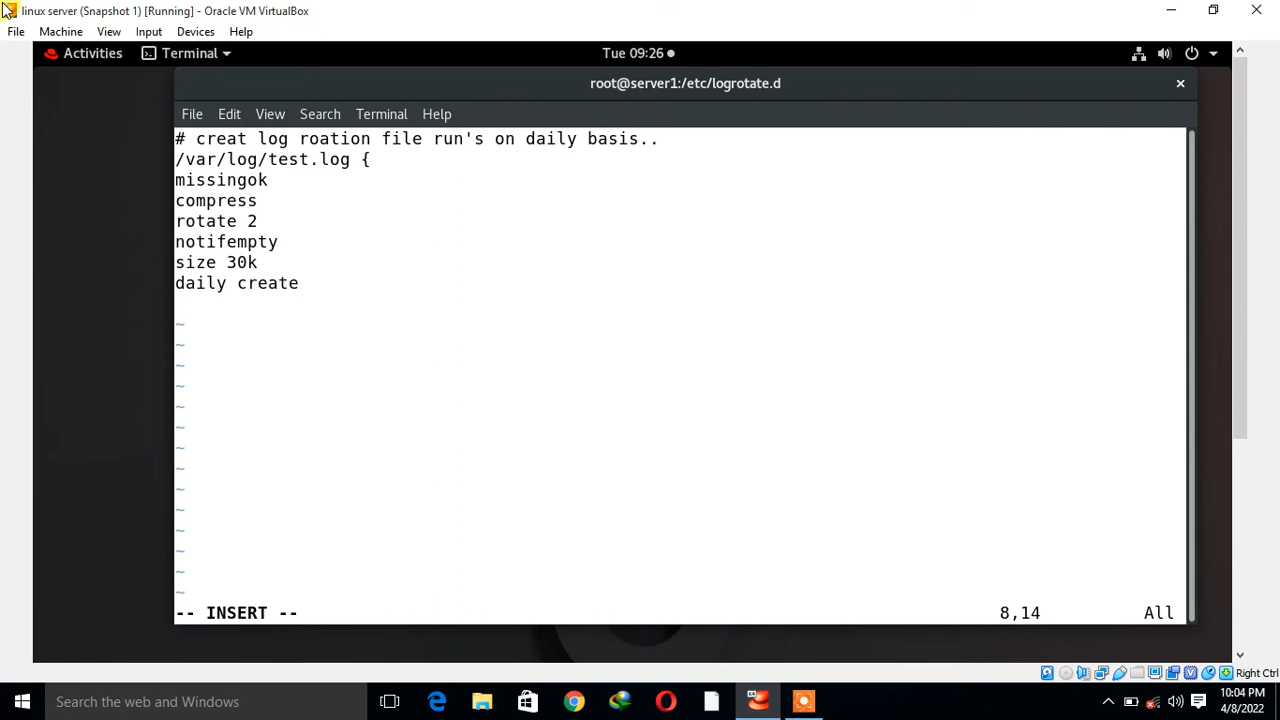 linux server (Snapshot 1) [Running] - Oracle VM VirtualBox
File Machine View Input Devices Help
Activities Terminal Tue 09:26
root@server1:/etc/logrotate.d
File Edit View Search Terminal Help
# creat log roation file run's on daily basis..
/var/log/test.log {
missingok
compress
rotate 2
notifempty
size 30k
daily create
~
~
~
~
~
~
~
~
~
~
~
~
~
~
-- INSERT -- 8,14 All
Right Ctrl
Search the web and Windows
10:04 PM
4/8/2022